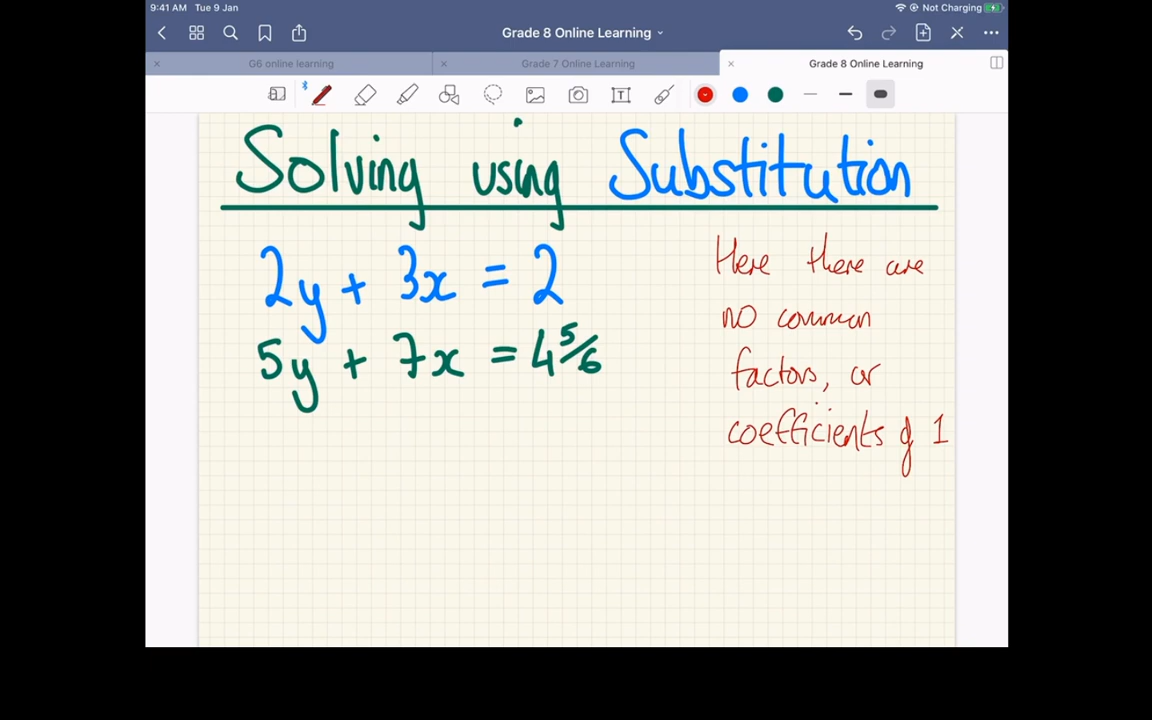 9:41 AM Tue 9 Jan
Not Charging
Grade 8 Online Learning
G6 online learning
Grade 7 Online Learning
Grade 8 Online Learning
Solving using Substitution
2y + 3x = 2
5y + 7x = 4 5/6
Here there are
no common
factors, or
coefficients of 1